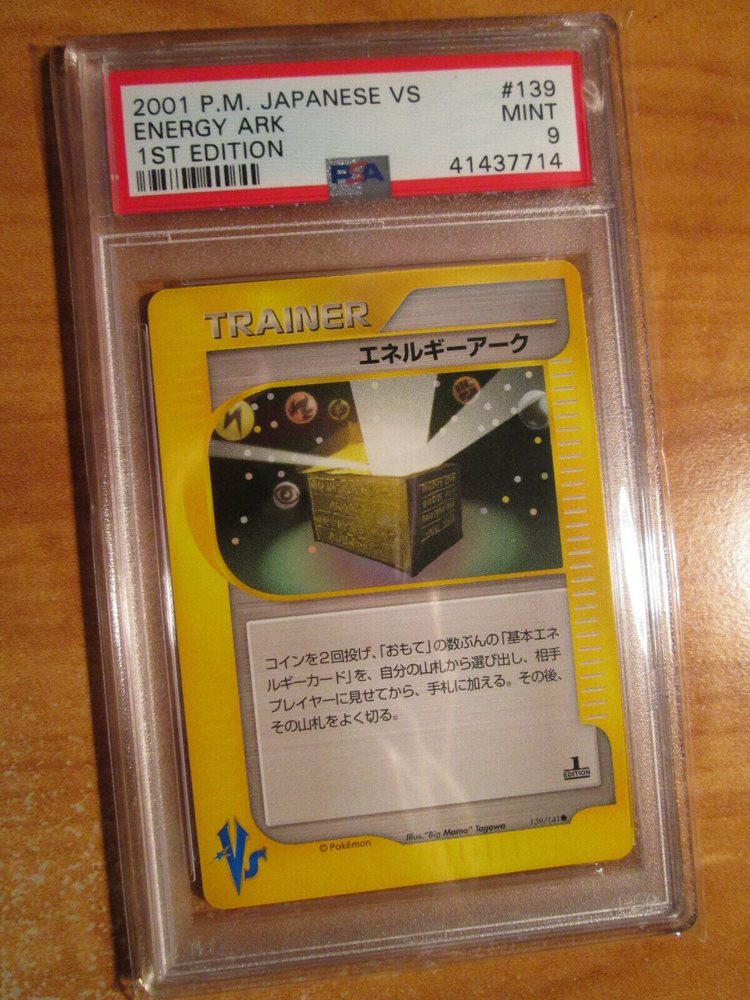 2001 P.M. JAPANESE VS #139
ENERGY ARK MINT
1ST EDITION 9
PSA 41437714
TRAINER
エネルギーアーク
コインを2回投げ、「おもて」の数ぶんの「基本エネ
ルギーカード」を、自分の山札から選び出し、相手
プレイヤーに見せてから、手札に加える。その後、
その山札をよく切る。
1
EDITION
VS
© Pokémon
Illus."Big Mama" Tagawa
139/141●